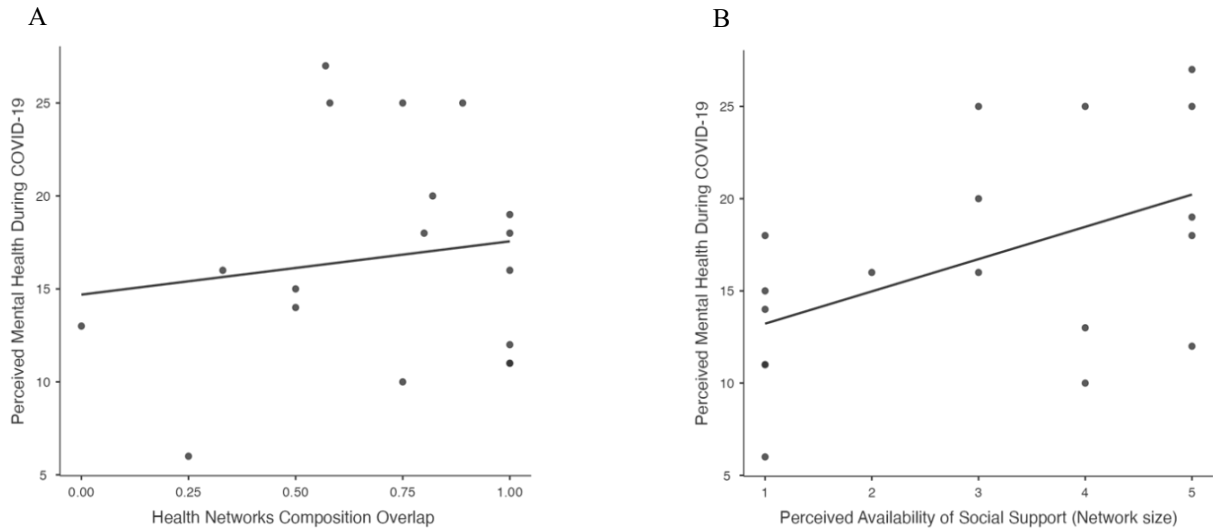 A
Perceived Mental Health During COVID-19
25
20
15
10
5
0.00 0.25 0.50 0.75 1.00
Health Networks Composition Overlap
B
Perceived Mental Health During COVID-19
25
20
15
10
5
1 2 3 4 5
Perceived Availability of Social Support (Network size)